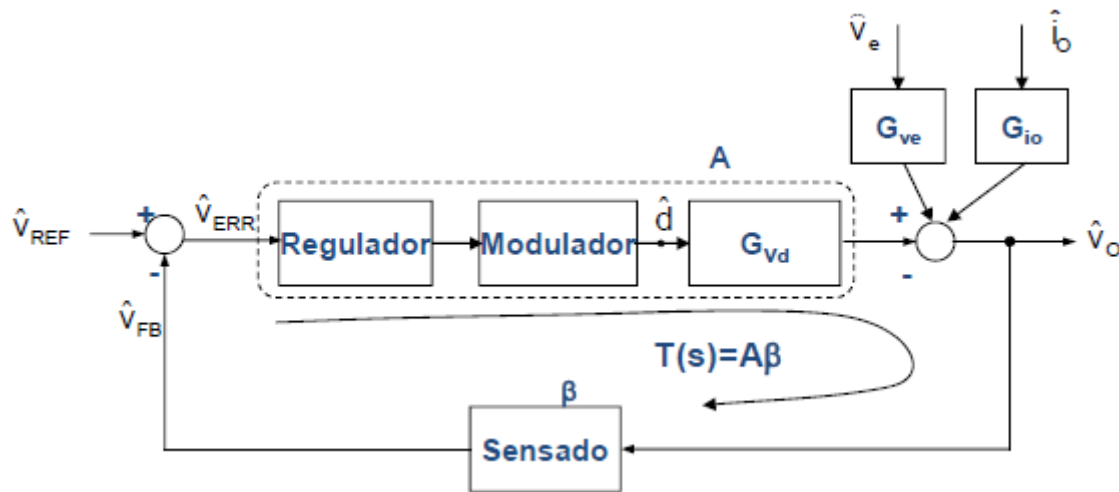 v̂e
îO
Gve
Gio
A
v̂REF
+
-
v̂ERR
Regulador
Modulador
d̂
GVd
+
-
v̂O
v̂FB
T(s)=Aβ
β
Sensado